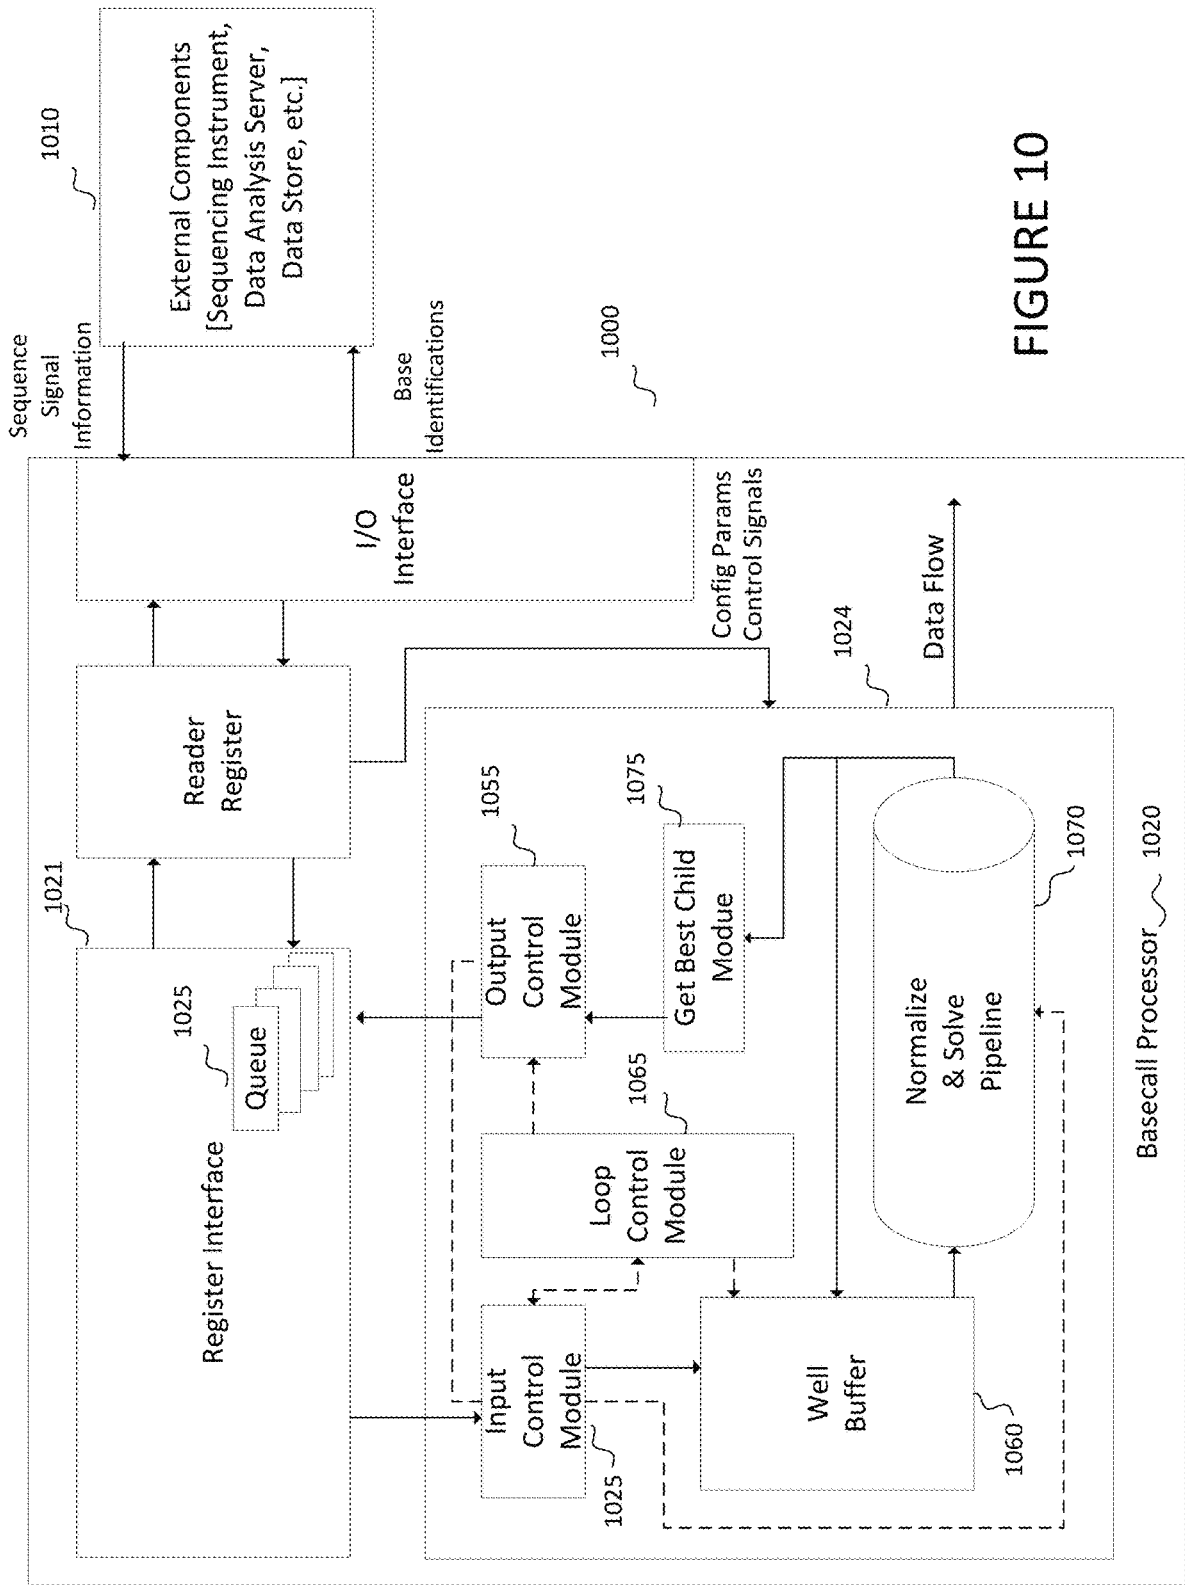 1010
External Components
[Sequencing Instrument,
Data Analysis Server,
Data Store, etc.]
Sequence
Signal
Information
Base
Identifications
1000
I/O
Interface
Config Params
Control Signals
Reader
Register
1021
1025
Queue
Register Interface
1024
Data Flow
1055
Output
Control
Module
1075
Get Best Child
Modue
1065
Loop
Control
Module
Input
Control
Module
1025
Well
Buffer
1060
Normalize
& Solve
Pipeline
1070
Basecall Processor
1020
FIGURE 10